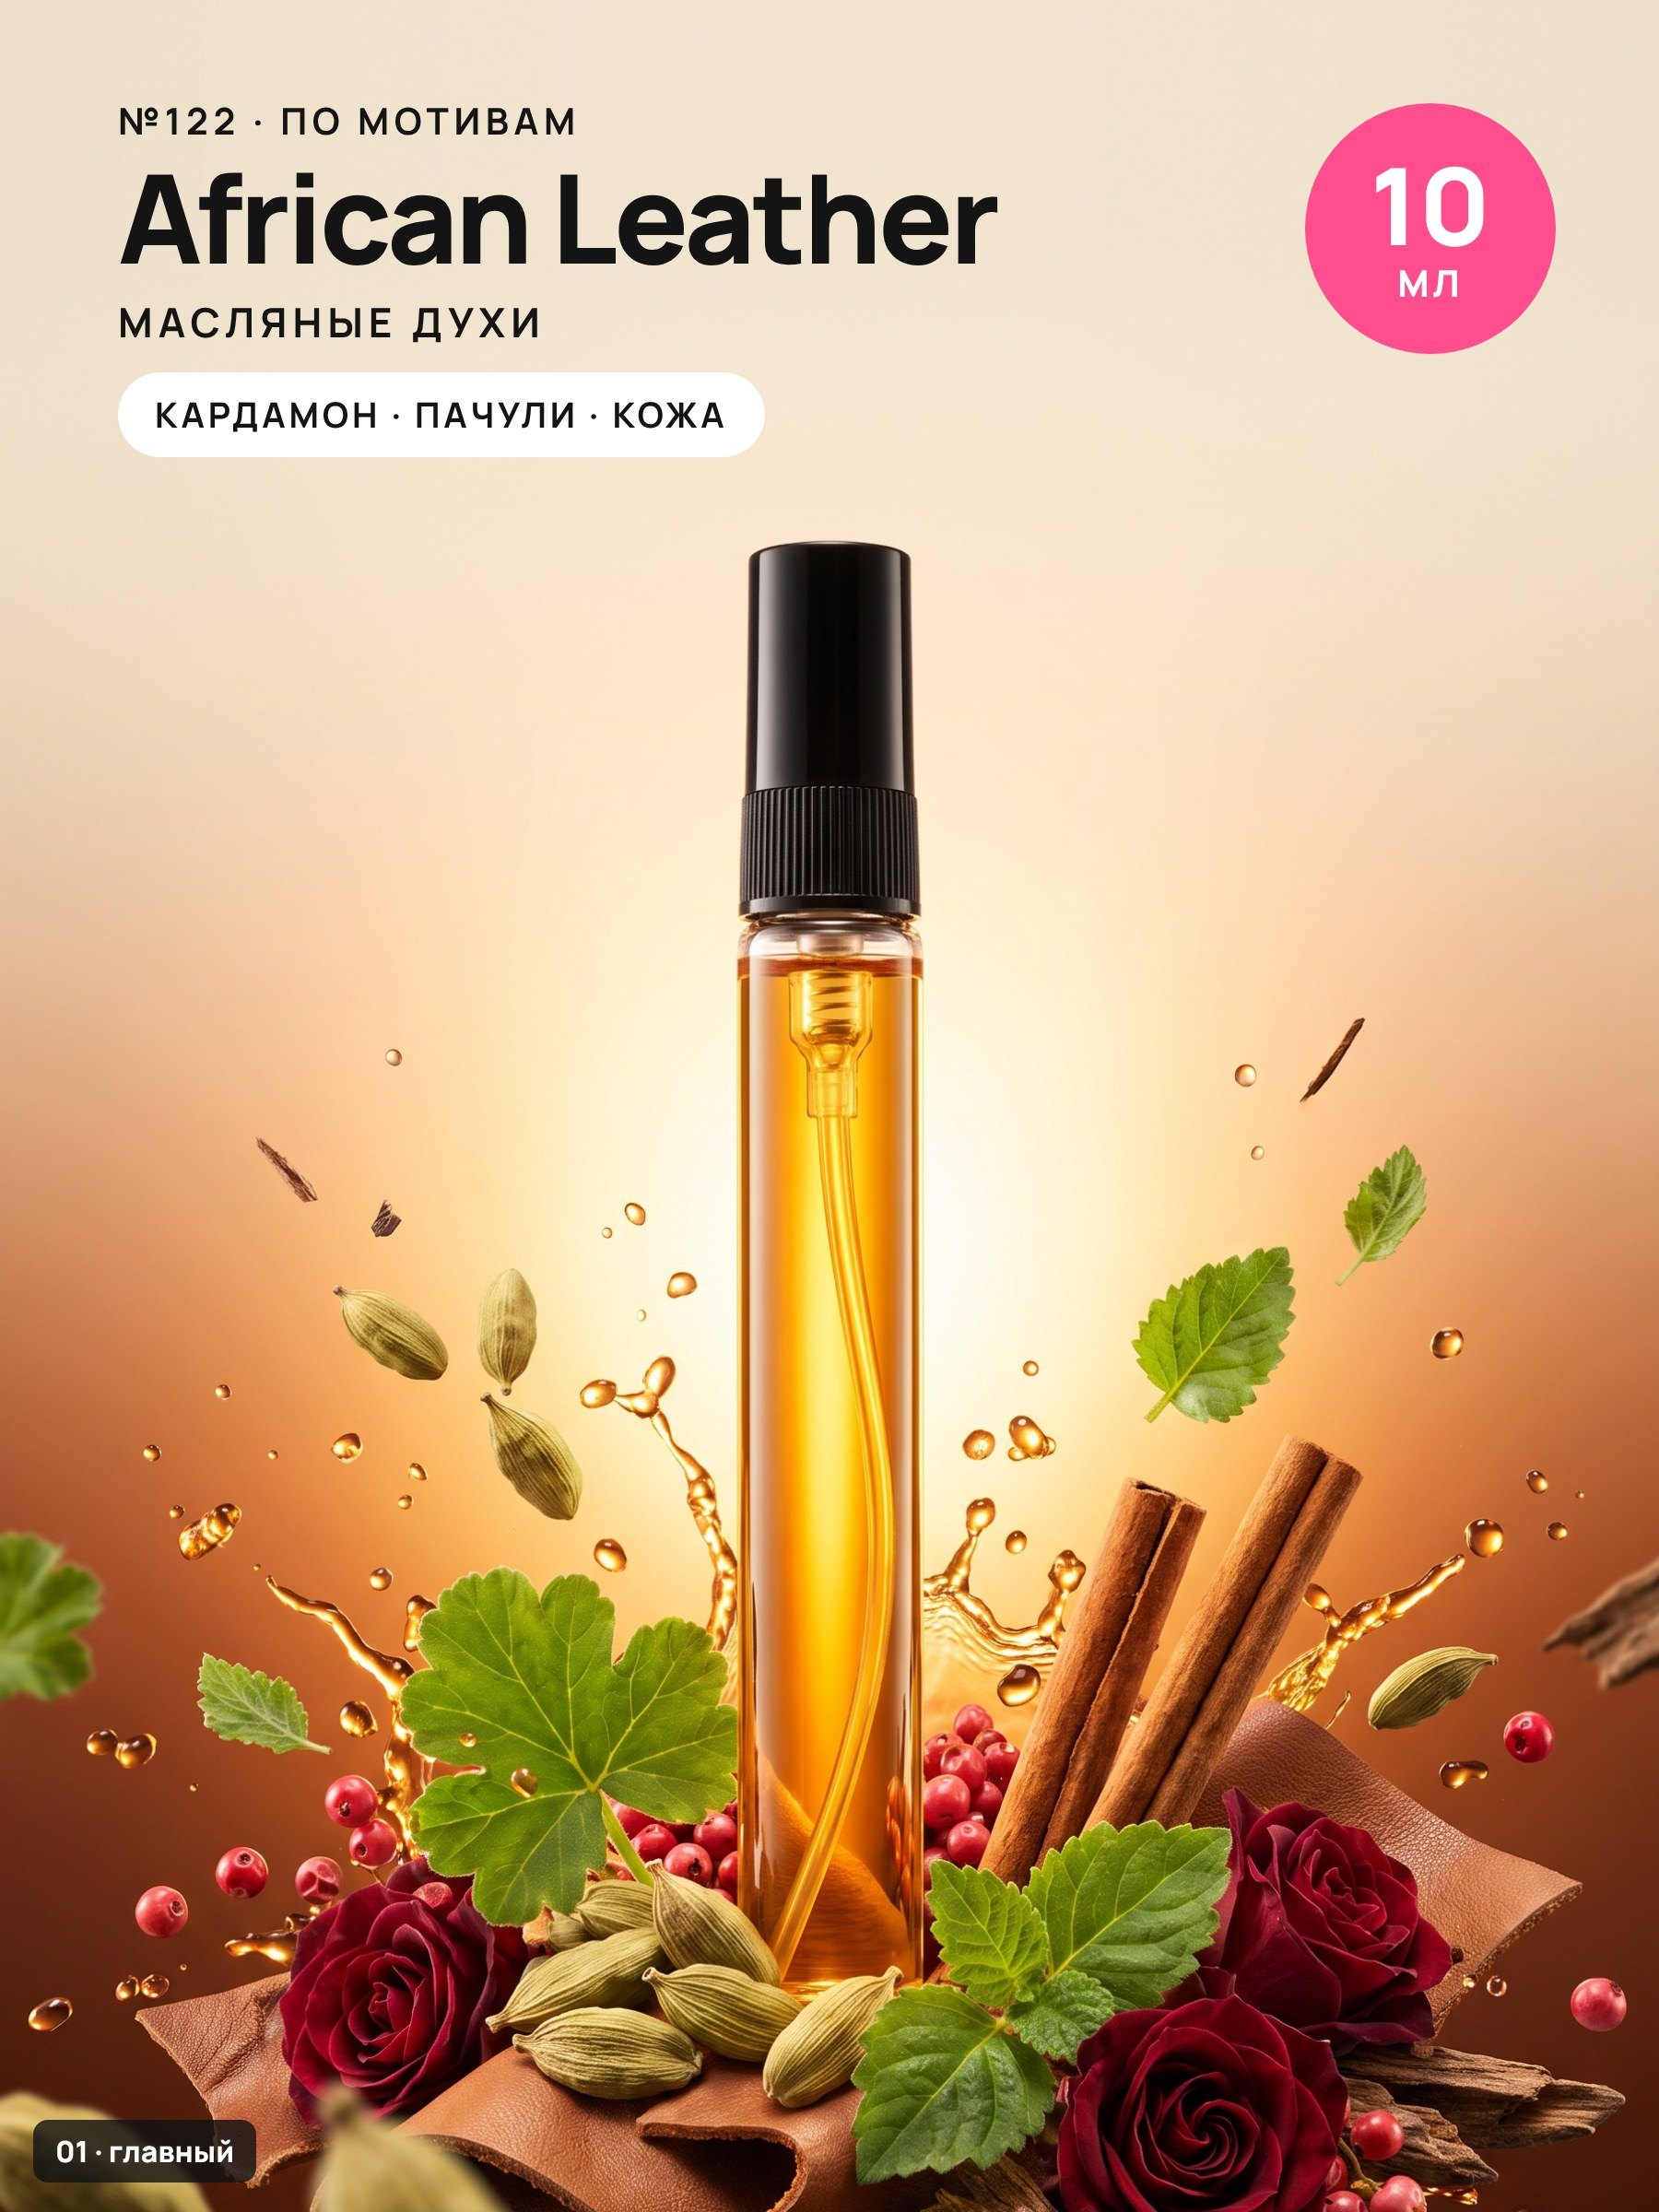 №122 · ПО МОТИВАМ
African Leather
МАСЛЯНЫЕ ДУХИ
КАРДАМОН · ПАЧУЛИ · КОЖА
10
МЛ
01 · главный